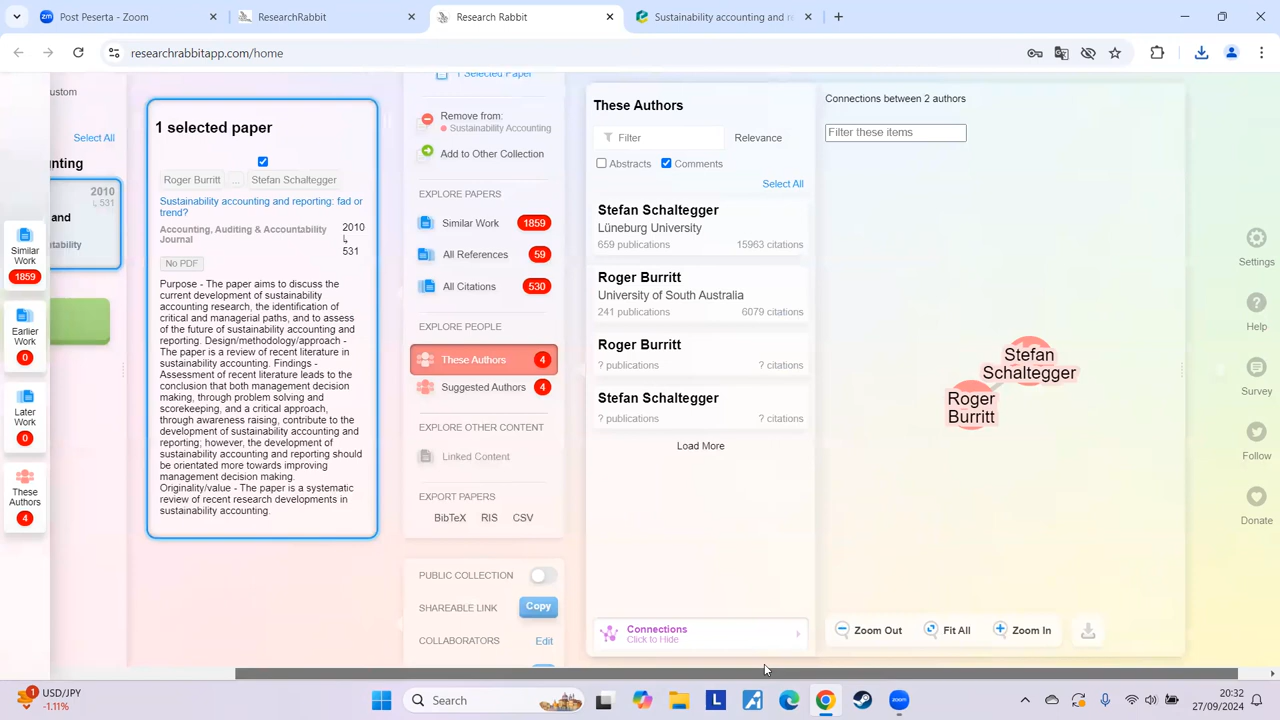 Post Peserta - Zoom
ResearchRabbit
Research Rabbit
Sustainability accounting and r
researchrabbitapp.com/home
ustom
Select All
nting
2010
531
and
tability
Similar
Work
1859
Earlier
Work
0
Later
Work
0
These
Authors
4
1 selected paper
Roger Burritt
...
Stefan Schaltegger
Sustainability accounting and reporting: fad or
trend?
Accounting, Auditing & Accountability
Journal
2010
531
No PDF
Purpose - The paper aims to discuss the
current development of sustainability
accounting research, the identification of
critical and managerial paths, and to assess
of the future of sustainability accounting and
reporting. Design/methodology/approach -
The paper is a review of recent literature in
sustainability accounting. Findings -
Assessment of recent literature leads to the
conclusion that both management decision
making, through problem solving and
scorekeeping, and a critical approach,
through awareness raising, contribute to the
development of sustainability accounting and
reporting; however, the development of
sustainability accounting and reporting should
be orientated more towards improving
management decision making.
Originality/value - The paper is a systematic
review of recent research developments in
sustainability accounting.
1 Selected Paper
Remove from:
Sustainability Accounting
Add to Other Collection
EXPLORE PAPERS
Similar Work 1859
All References 59
All Citations 530
EXPLORE PEOPLE
These Authors 4
Suggested Authors 4
EXPLORE OTHER CONTENT
Linked Content
EXPORT PAPERS
BibTeX RIS CSV
PUBLIC COLLECTION
SHAREABLE LINK Copy
COLLABORATORS Edit
These Authors
Filter
Relevance
Abstracts Comments
Select All
Stefan Schaltegger
Lüneburg University
659 publications 15963 citations
Roger Burritt
University of South Australia
241 publications 6079 citations
Roger Burritt
? publications ? citations
Stefan Schaltegger
? publications ? citations
Load More
Connections
Click to Hide
Connections between 2 authors
Filter these items
Stefan
Schaltegger
Roger
Burritt
Zoom Out
Fit All
Zoom In
Settings
Help
Survey
Follow
Donate
1
USD/JPY
-1.11%
Search
L
zoom
20:32
27/09/2024